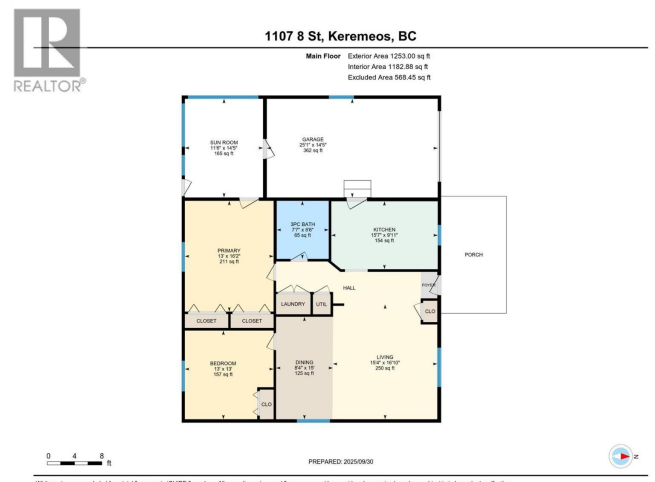 1107 8 St, Keremeos, BC
Main Floor Exterior Area 1253.00 sq ft
Interior Area 1182.88 sq ft
Excluded Area 568.45 sq ft
R
REALTOR®
SUN ROOM
11'6" x 14'5"
165 sq ft
GARAGE
25'1" x 14'5"
362 sq ft
PRIMARY
13' x 16'2"
211 sq ft
3PC BATH
7'7" x 8'6"
65 sq ft
KITCHEN
15'7" x 9'11"
154 sq ft
PORCH
HALL
FOYER
LAUNDRY
UTIL
CLO
CLOSET
CLOSET
BEDROOM
13' x 13'
157 sq ft
DINING
8'4" x 15'
125 sq ft
LIVING
15'4" x 16'10"
250 sq ft
CLO
0 4 8
ft
PREPARED: 2025/09/30
N